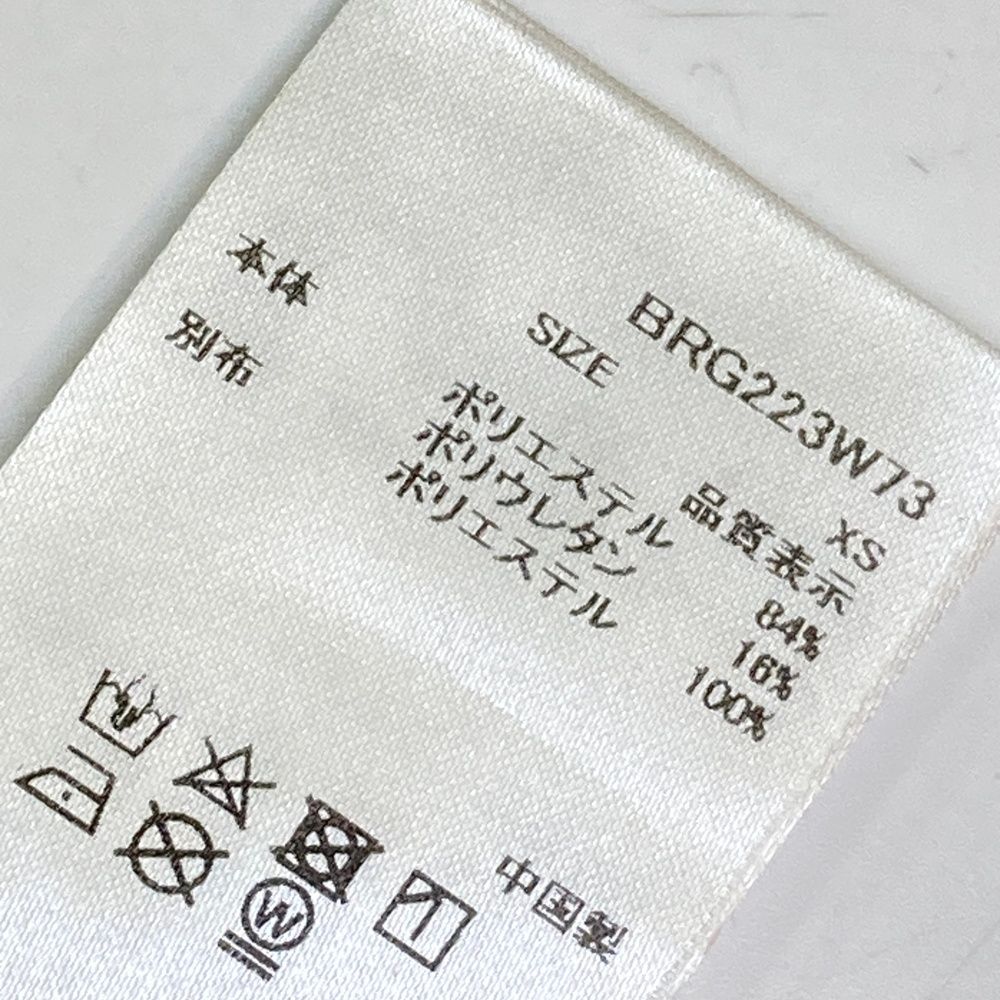 BRG223W73
SIZE XS
品質表示
本体 ポリエステル 84%
ポリウレタン 16%
別布 ポリエステル 100%
中国製
W